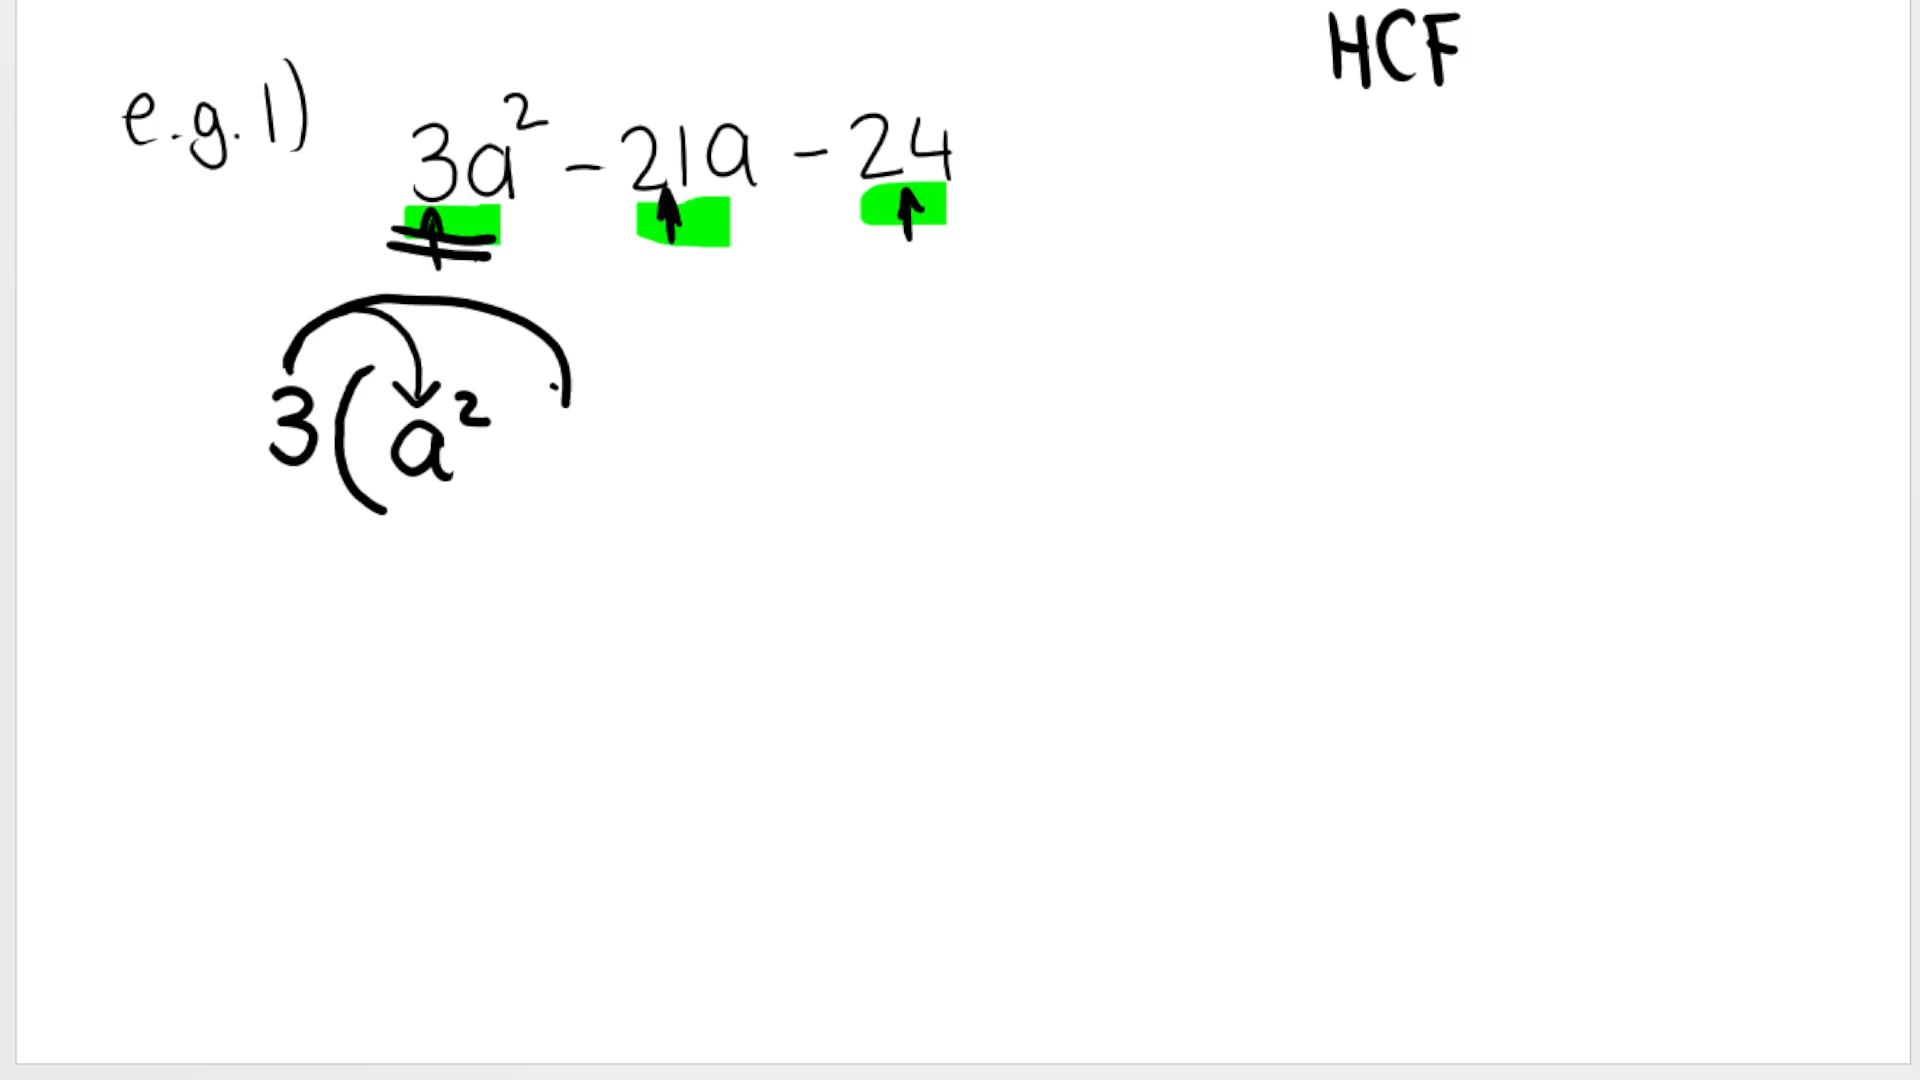 HCF
e.g. 1) 3a² - 21a - 24
3(a²